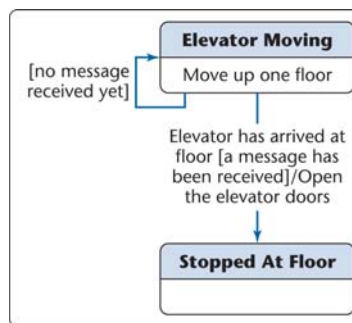 Elevator Moving
[no message
received yet]
Move up one floor
Elevator has arrived at
floor [a message has
been received]/Open
the elevator doors
Stopped At Floor